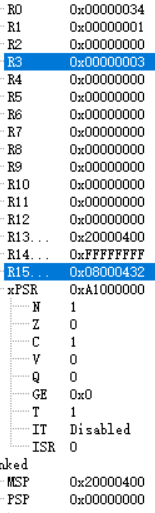 R0 0x00000034
R1 0x00000001
R2 0x00000000
R3 0x00000003
R4 0x00000000
R5 0x00000000
R6 0x00000000
R7 0x00000000
R8 0x00000000
R9 0x00000000
R10 0x00000000
R11 0x00000000
R12 0x00000000
R13... 0x20000400
R14... 0xFFFFFFFF
R15... 0x08000432
xPSR 0xA1000000
N 1
Z 0
C 1
V 0
Q 0
GE 0x0
T 1
IT Disabled
ISR 0
nked
MSP 0x20000400
PSP 0x00000000